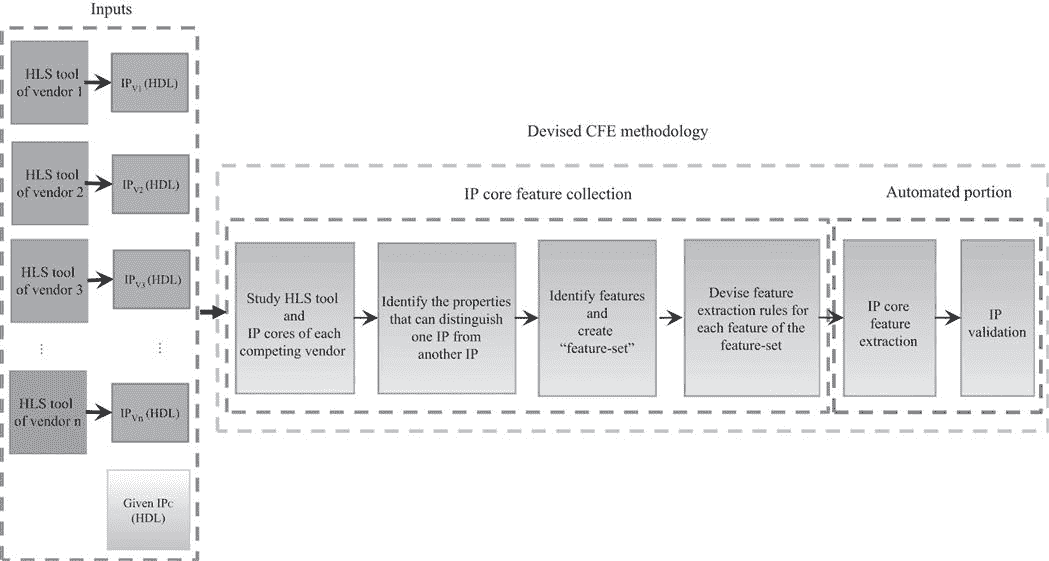 Inputs
HLS tool
of vendor 1
IPV1 (HDL)
HLS tool
of vendor 2
IPV2 (HDL)
HLS tool
of vendor 3
IPV3 (HDL)
⋮
⋮
HLS tool
of vendor n
IPVn (HDL)
Given IPC
(HDL)
Devised CFE methodology
IP core feature collection
Study HLS tool
and
IP cores of each
competing vendor
Identify the properties
that can distinguish
one IP from
another IP
Identify features
and
create
“feature-set”
Devise feature
extraction rules for
each feature of the
feature-set
Automated portion
IP core
feature
extraction
IP
validation